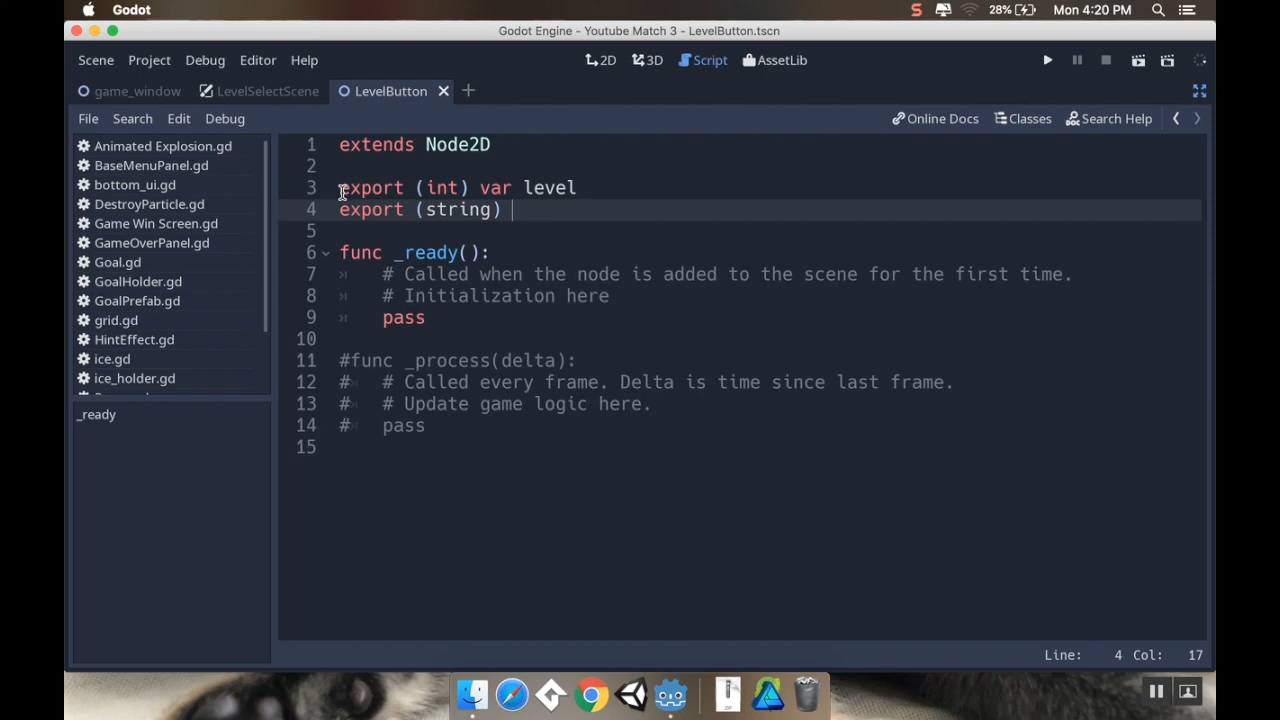 Godot
28%
Mon 4:20 PM
Godot Engine - Youtube Match 3 - LevelButton.tscn
Scene Project Debug Editor Help
2D 3D Script AssetLib
game_window LevelSelectScene LevelButton
File Search Edit Debug
Online Docs Classes Search Help
Animated Explosion.gd
BaseMenuPanel.gd
bottom_ui.gd
DestroyParticle.gd
Game Win Screen.gd
GameOverPanel.gd
Goal.gd
GoalHolder.gd
GoalPrefab.gd
grid.gd
HintEffect.gd
ice.gd
ice_holder.gd
_ready
1 extends Node2D
2
3 export (int) var level
4 export (string)
5
6 func _ready():
7 # Called when the node is added to the scene for the first time.
8 # Initialization here
9 pass
10
11 #func _process(delta):
12 # # Called every frame. Delta is time since last frame.
13 # # Update game logic here.
14 # pass
15
Line: 4 Col: 17